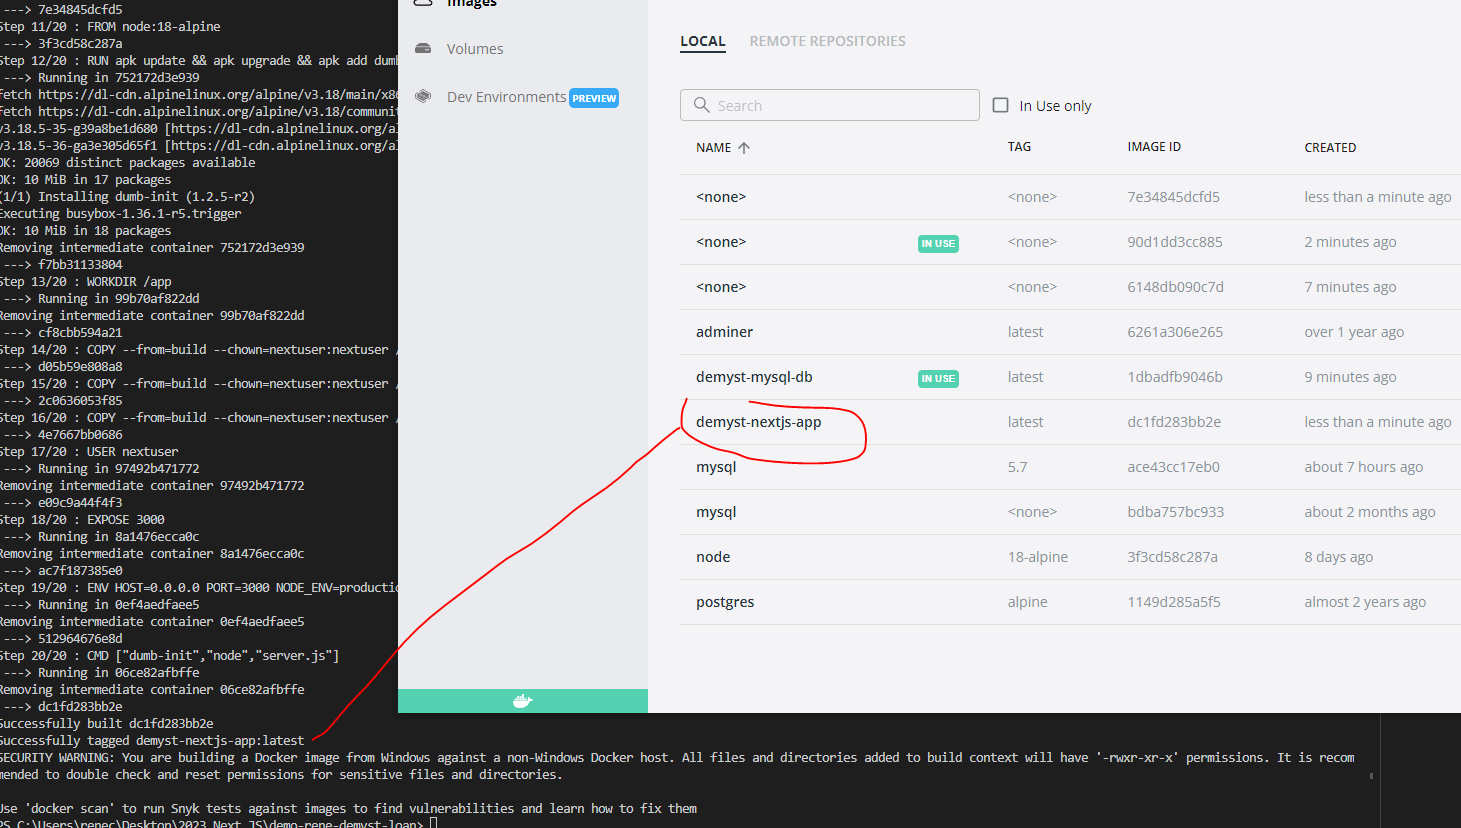 ---> 7e34845dcfd5
Step 11/20 : FROM node:18-alpine
---> 3f3cd58c287a
Step 12/20 : RUN apk update && apk upgrade && apk add dumb
---> Running in 752172d3e939
fetch https://dl-cdn.alpinelinux.org/alpine/v3.18/main/x86
fetch https://dl-cdn.alpinelinux.org/alpine/v3.18/communit
v3.18.5-35-g39a8be1d680 [https://dl-cdn.alpinelinux.org/al
v3.18.5-36-ga3e305d65f1 [https://dl-cdn.alpinelinux.org/al
OK: 20069 distinct packages available
OK: 10 MiB in 17 packages
(1/1) Installing dumb-init (1.2.5-r2)
Executing busybox-1.36.1-r5.trigger
OK: 10 MiB in 18 packages
Removing intermediate container 752172d3e939
---> f7bb31133804
Step 13/20 : WORKDIR /app
---> Running in 99b70af822dd
Removing intermediate container 99b70af822dd
---> cf8cbb594a21
Step 14/20 : COPY --from=build --chown=nextuser:nextuser /
---> d05b59e808a8
Step 15/20 : COPY --from=build --chown=nextuser:nextuser /
---> 2c0636053f85
Step 16/20 : COPY --from=build --chown=nextuser:nextuser /
---> 4e7667bb0686
Step 17/20 : USER nextuser
---> Running in 97492b471772
Removing intermediate container 97492b471772
---> e09c9a44f4f3
Step 18/20 : EXPOSE 3000
---> Running in 8a1476ecca0c
Removing intermediate container 8a1476ecca0c
---> ac7f187385e0
Step 19/20 : ENV HOST=0.0.0.0 PORT=3000 NODE_ENV=productio
---> Running in 0ef4aedfaee5
Removing intermediate container 0ef4aedfaee5
---> 512964676e8d
Step 20/20 : CMD ["dumb-init","node","server.js"]
---> Running in 06ce82afbffe
Removing intermediate container 06ce82afbffe
---> dc1fd283bb2e
Successfully built dc1fd283bb2e
Successfully tagged demyst-nextjs-app:latest
SECURITY WARNING: You are building a Docker image from Windows against a non-Windows Docker host. All files and directories added to build context will have '-rwxr-xr-x' permissions. It is recom
mended to double check and reset permissions for sensitive files and directories.
Use 'docker scan' to run Snyk tests against images to find vulnerabilities and learn how to fix them
PS C:\Users\renec\Desktop\2023 Next JS\demo-rene-demyst-loan>
Images
Volumes
Dev Environments PREVIEW
LOCAL REMOTE REPOSITORIES
Search In Use only
NAME TAG IMAGE ID CREATED
<none> <none> 7e34845dcfd5 less than a minute ago
<none> IN USE <none> 90d1dd3cc885 2 minutes ago
<none> <none> 6148db090c7d 7 minutes ago
adminer latest 6261a306e265 over 1 year ago
demyst-mysql-db IN USE latest 1dbadfb9046b 9 minutes ago
demyst-nextjs-app latest dc1fd283bb2e less than a minute ago
mysql 5.7 ace43cc17eb0 about 7 hours ago
mysql <none> bdba757bc933 about 2 months ago
node 18-alpine 3f3cd58c287a 8 days ago
postgres alpine 1149d285a5f5 almost 2 years ago